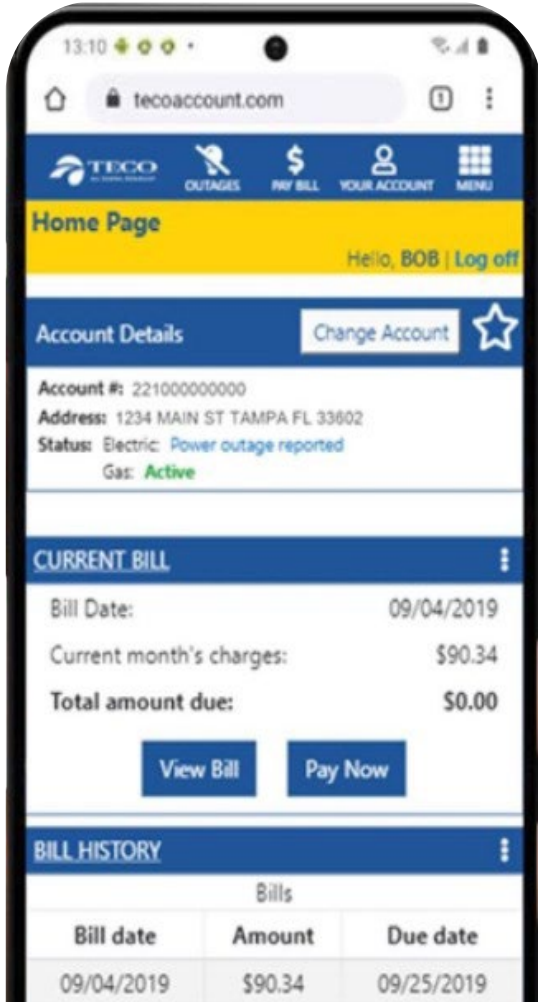 13:10
tecoaccount.com 1
TECO OUTAGES PAY BILL YOUR ACCOUNT MENU
Home Page
Hello, BOB | Log off
Account Details Change Account
Account #: 221000000000
Address: 1234 MAIN ST TAMPA FL 33602
Status: Electric: Power outage reported
Gas: Active
CURRENT BILL
Bill Date: 09/04/2019
Current month's charges: $90.34
Total amount due: $0.00
View Bill Pay Now
BILL HISTORY
Bills
Bill date Amount Due date
09/04/2019 $90.34 09/25/2019